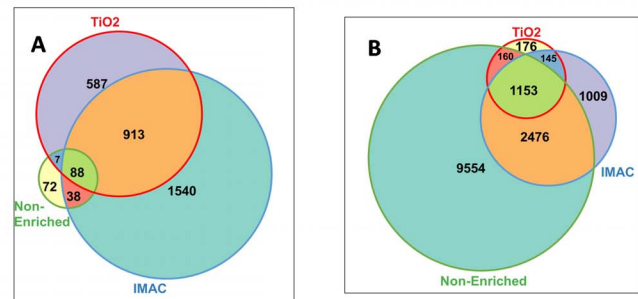 TiO2
A
587
913
7
88
72
38
1540
Non-
Enriched
IMAC
TiO2
B
176
160
145
1153
1009
2476
9554
IMAC
Non-Enriched